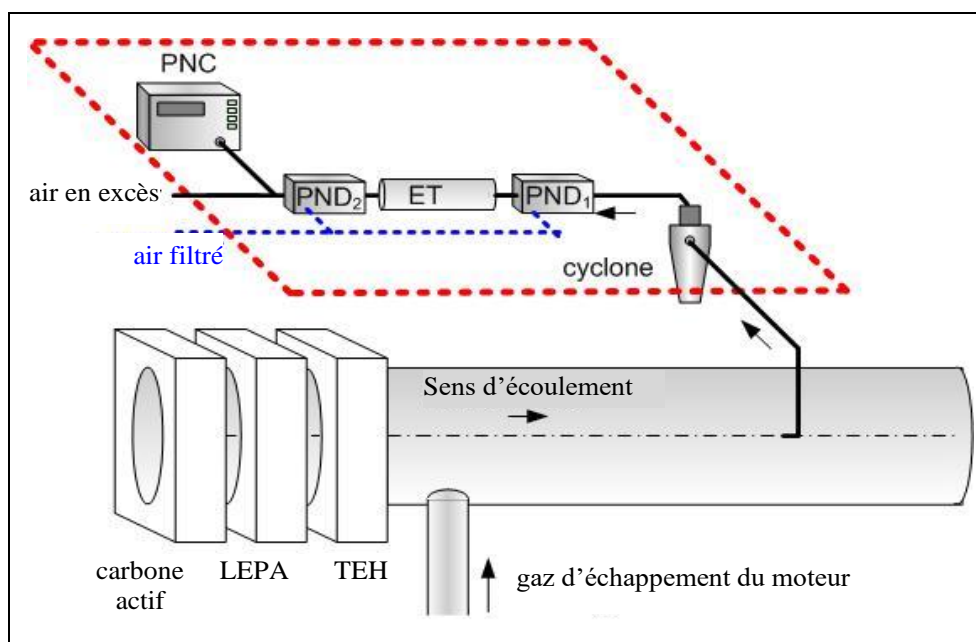 PNC
air en excès
PND₂
ET
PND₁
air filtré
cyclone
Sens d'écoulement
carbone
actif
LEPA
TEH
gaz d'échappement du moteur